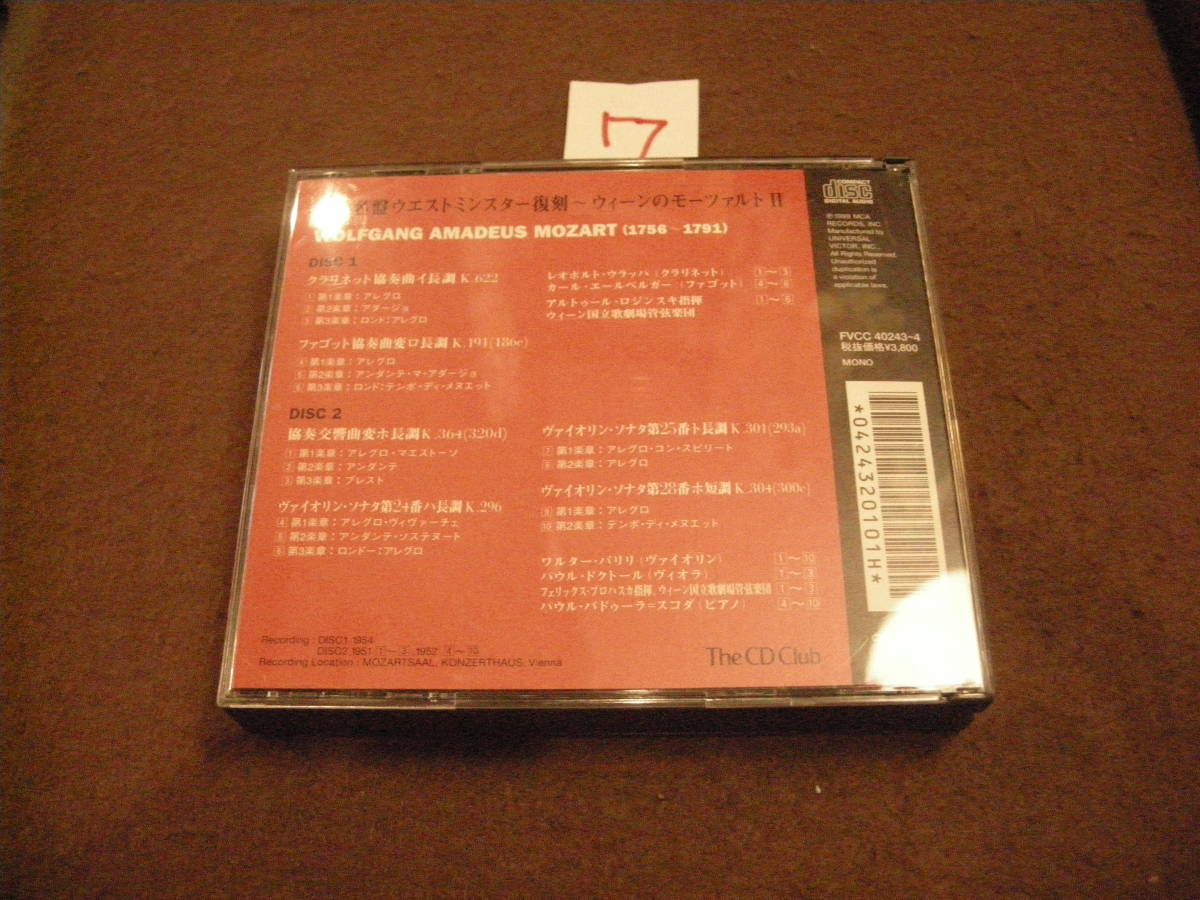 ワ
名盤ウエストミンスター復刻～ウィーンのモーツァルトII
WOLFGANG AMADEUS MOZART (1756～1791)
DISC 1
クラリネット協奏曲イ長調 K.622
1 第1楽章：アレグロ
2 第2楽章：アダージョ
3 第3楽章：ロンド：アレグロ
ファゴット協奏曲変ロ長調 K.191(186e)
4 第1楽章：アレグロ
5 第2楽章：アンダンテ・マ・アダージョ
6 第3楽章：ロンド：テンポ・ディ・メヌエット
レオポルト・ウラッハ（クラリネット） 1～3
カール・エールベルガー（ファゴット） 4～6
アルトゥール・ロジンスキ指揮 1～6
ウィーン国立歌劇場管弦楽団
DISC 2
協奏交響曲変ホ長調 K.364(320d)
1 第1楽章：アレグロ・マエストーソ
2 第2楽章：アンダンテ
3 第3楽章：プレスト
ヴァイオリン・ソナタ第24番ハ長調 K.296
4 第1楽章：アレグロ・ヴィヴァーチェ
5 第2楽章：アンダンテ・ソステヌート
6 第3楽章：ロンドー：アレグロ
ヴァイオリン・ソナタ第25番ト長調 K.301(293a)
7 第1楽章：アレグロ・コン・スピリート
8 第2楽章：アレグロ
ヴァイオリン・ソナタ第28番ホ短調 K.304(300c)
9 第1楽章：アレグロ
10 第2楽章：テンポ・ディ・メヌエット
ワルター・バリリ（ヴァイオリン） 1～10
パウル・ドクトール（ヴィオラ） 1～3
フェリックス・プロハスカ指揮、ウィーン国立歌劇場管弦楽団 1～3
パウル・バドゥーラ＝スコダ（ピアノ） 4～10
Recording : DISC1 1954
DISC2 1951 1～3, 1952 4～10
Recording Location : MOZARTSAAL, KONZERTHAUS, Vienna
The CD Club
COMPACT
disc
DIGITAL AUDIO
℗1989 MCA
RECORDS, INC.
Manufactured by
UNIVERSAL
VICTOR, INC.,
All Rights Reserved.
Unauthorized
duplication is
a violation of
applicable laws.
FVCC 40243~4
税抜価格¥3,800
MONO
*042432010​1H*